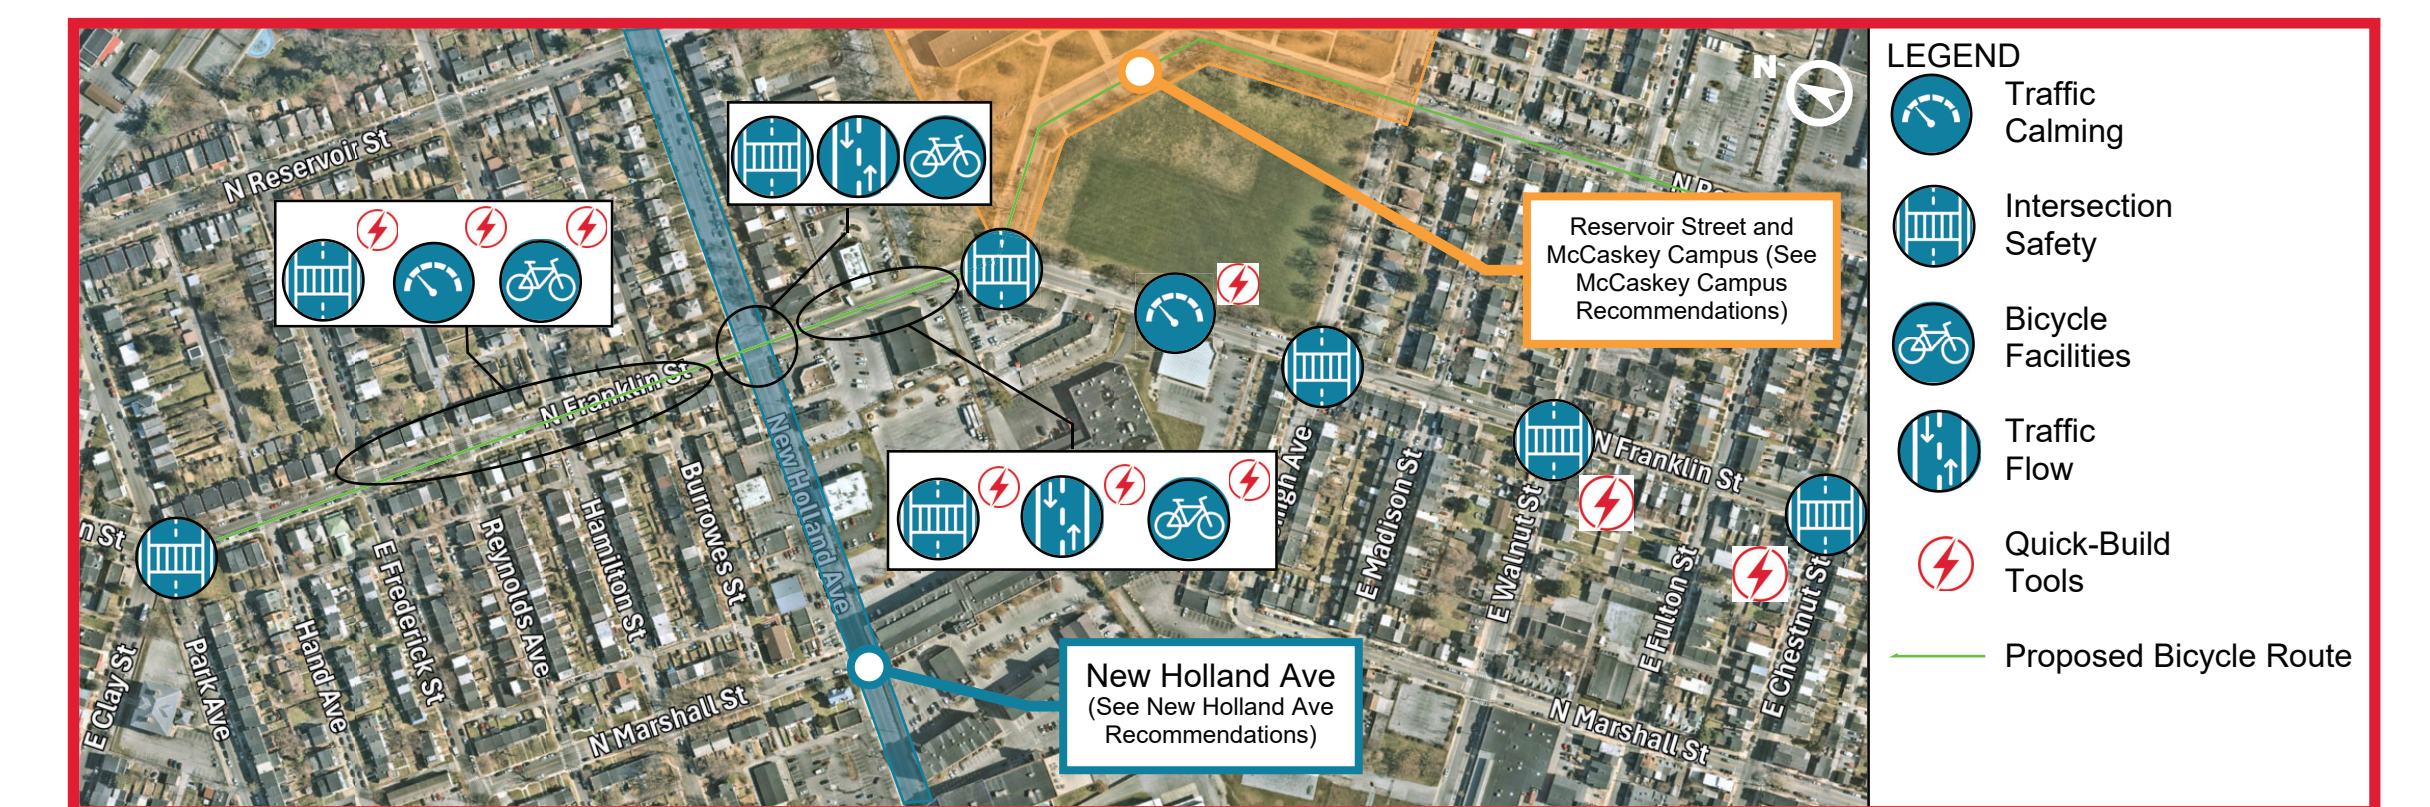 N Reservoir St
N
N Franklin St
New Holland Ave
Reservoir Street and
McCaskey Campus (See
McCaskey Campus
Recommendations)
n St
E Clay St
Park Ave
Hand Ave
E Frederick St
Reynolds Ave
Hamilton St
Burrowes St
N Marshall St
New Holland Ave
(See New Holland Ave
Recommendations)
Ave
E Madison St
E Walnut St
N Franklin St
E Fulton St
E Chestnut St
N Marshall St
LEGEND
Traffic
Calming
Intersection
Safety
Bicycle
Facilities
Traffic
Flow
Quick-Build
Tools
Proposed Bicycle Route